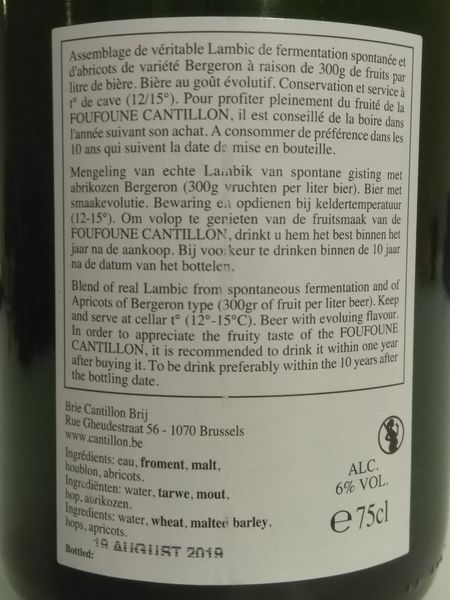 Assemblage de véritable Lambic de fermentation spontanée et
d'abricots de variété Bergeron à raison de 300g de fruits par
litre de bière. Bière au goût évolutif. Conservation et service à
t° de cave (12/15°). Pour profiter pleinement du fruité de la
FOUFOUNE CANTILLON, il est conseillé de la boire dans
l'année suivant son achat. A consommer de préférence dans les
10 ans qui suivent la date de mise en bouteille.
Mengeling van echte Lambik van spontane gisting met
abrikozen Bergeron (300g vruchten per liter bier). Bier met
smaakevolutie. Bewaring en opdienen bij keldertemperatuur
(12-15°). Om volop te genieten van de fruitsmaak van de
FOUFOUNE CANTILLON, drinkt u hem het best binnen het
jaar na de aankoop. Bij voorkeur te drinken binnen de 10 jaar
na de datum van het bottelen.
Blend of real Lambic from spontaneous fermentation and of
Apricots of Bergeron type (300gr of fruit per liter beer). Keep
and serve at cellar t° (12°-15°C). Beer with evoluing flavour.
In order to appreciate the fruity taste of the FOUFOUNE
CANTILLON, it is recommended to drink it within one year
after buying it. To be drink preferably within the 10 years after
the bottling date.
Brie Cantillon Brij
Rue Gheudestraat 56 - 1070 Brussels
www.cantillon.be
Ingrédients: eau, froment, malt,
houblon, abricots.
Ingrediënten: water, tarwe, mout,
hop, abrikozen.
Ingredients: water, wheat, malted barley,
hops, apricots.
Bottled: 19 AUGUST 2019
ALC.
6% VOL.
℮ 75cl